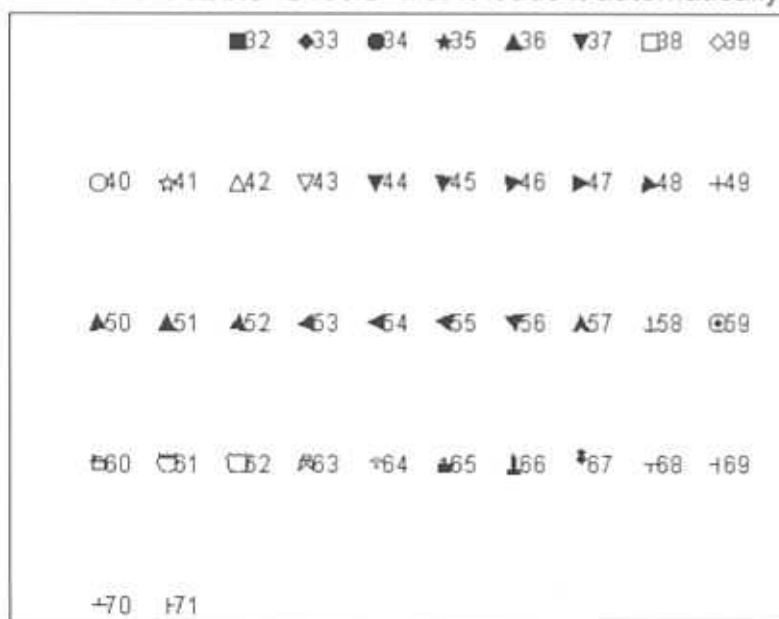 ■32 ◆33 ●34 ★35 ▲36 ▼37 □38 ◇39
○40 ☆41 △42 ▽43 ▼44 ▼45 ►46 ►47 ►48 +49
▲50 ▲51 ◄52 ◄53 ◄54 ◄55 ▼56 ▲57 ⊥58 ⊙59
60 61 62 63 64 65 66 67 68 69
70 71